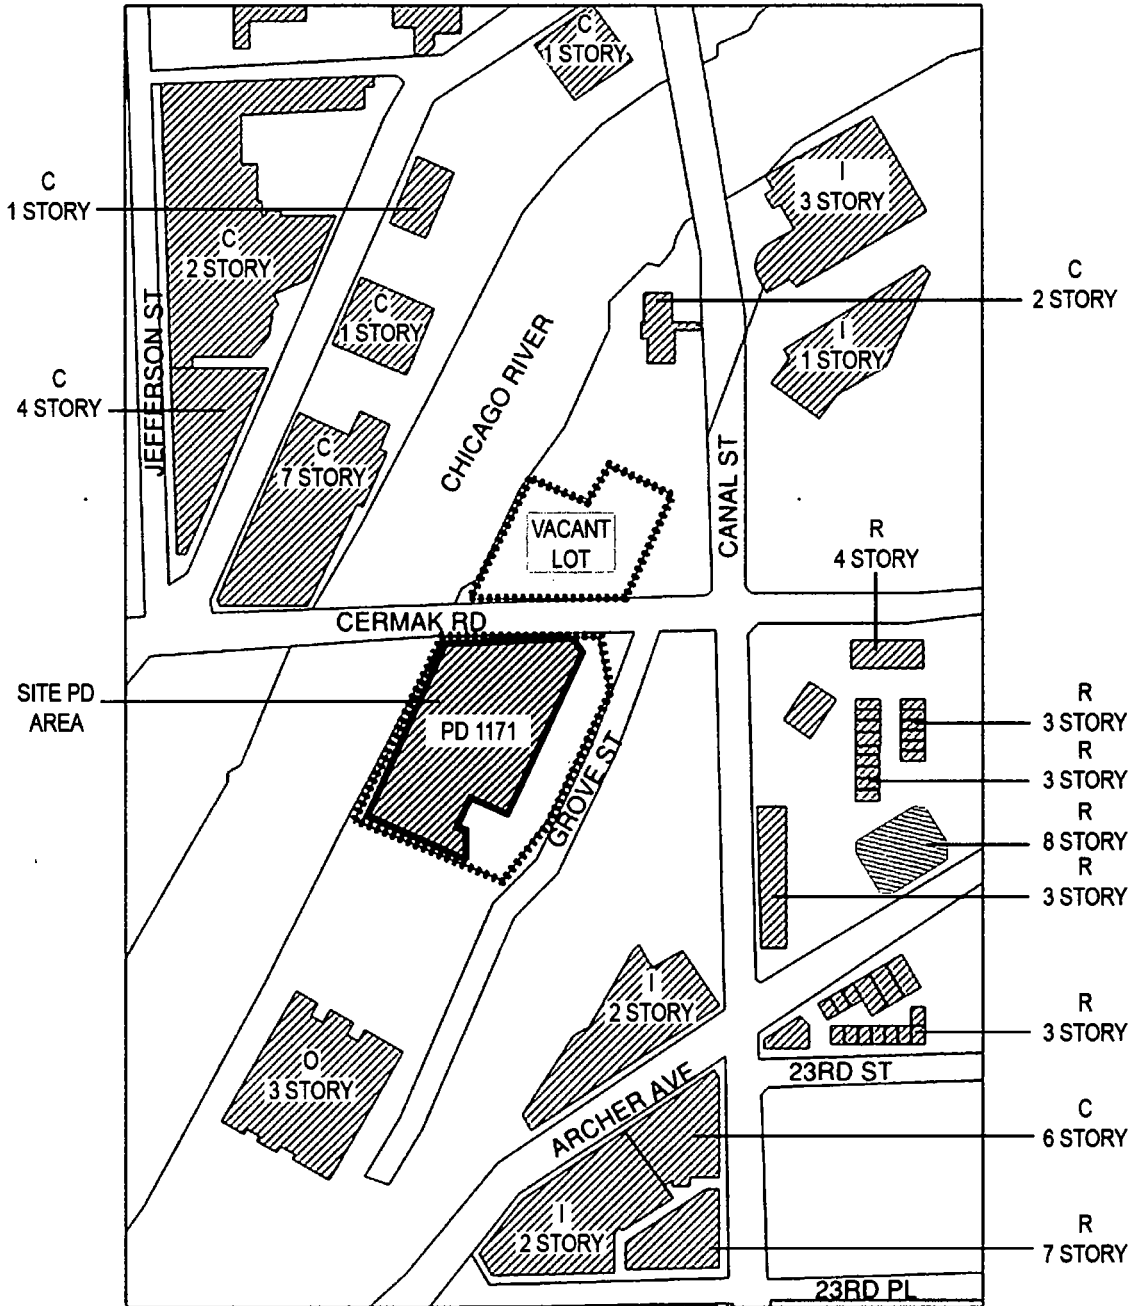 C
1 STORY
C
1 STORY
I
3 STORY
C
2 STORY
C
2 STORY
JEFFERSON ST
C
1 STORY
CHICAGO RIVER
I
1 STORY
C
4 STORY
C
7 STORY
CANAL ST
VACANT
LOT
R
4 STORY
CERMAK RD
SITE PD
AREA
PD 1171
GROVE ST
R
3 STORY
R
3 STORY
R
8 STORY
R
3 STORY
I
2 STORY
R
3 STORY
O
3 STORY
23RD ST
ARCHER AVE
C
6 STORY
I
2 STORY
R
7 STORY
23RD PL